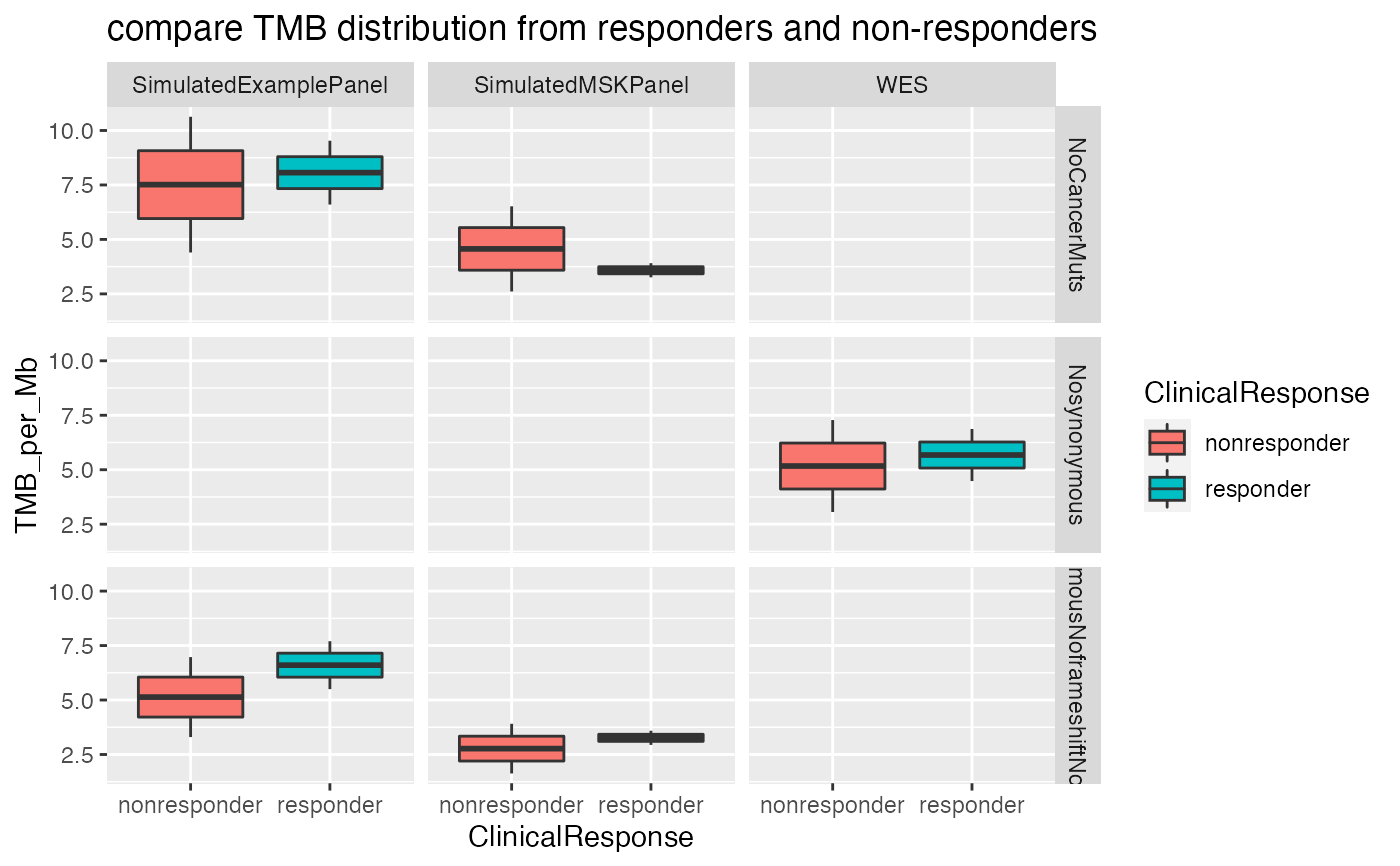 compare TMB distribution from responders and non-responders
SimulatedExamplePanel
SimulatedMSKPanel
WES
10.0
7.5
5.0
2.5
NoCancerMuts
10.0
7.5
5.0
2.5
Nosynonymous
10.0
7.5
5.0
2.5
mousNoframeshiftNo
TMB_per_Mb
nonresponder
responder
nonresponder
responder
nonresponder
responder
ClinicalResponse
ClinicalResponse
nonresponder
responder